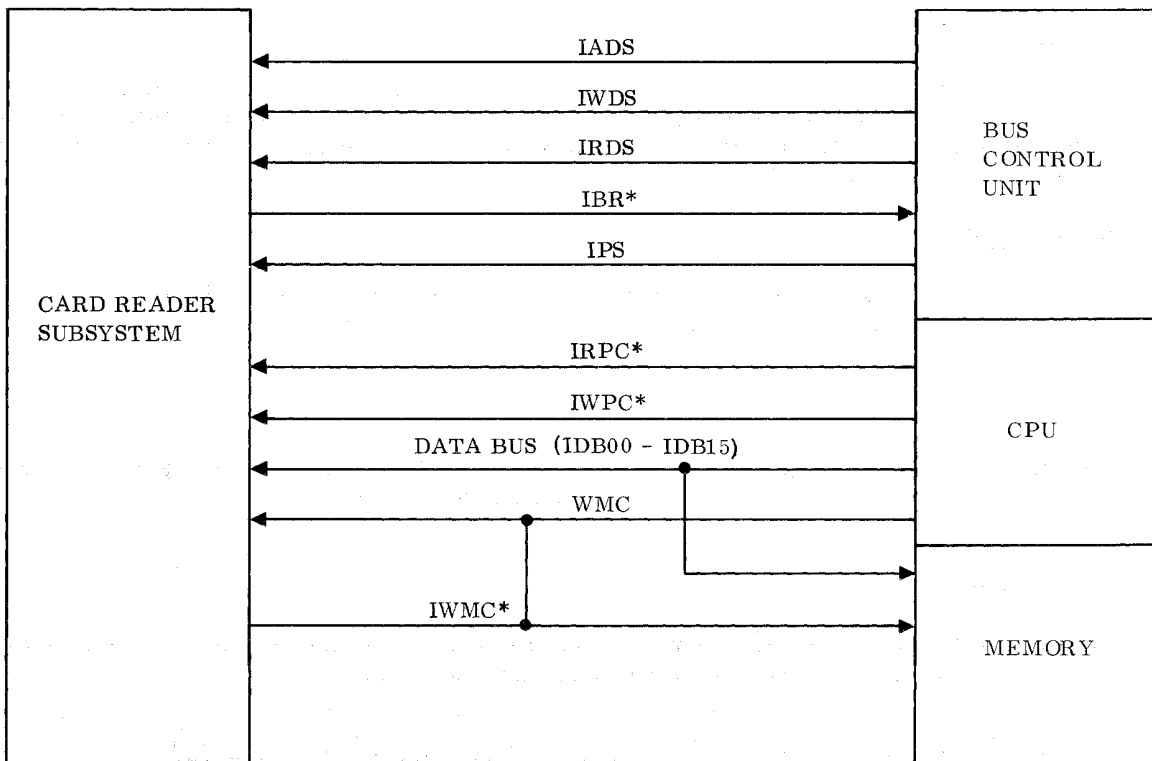 IADS
IWDS
IRDS
IBR*
IPS
BUS
CONTROL
UNIT
CARD READER
SUBSYSTEM
IRPC*
IWPC*
DATA BUS (IDB00 - IDB15)
WMC
CPU
IWMC*
MEMORY